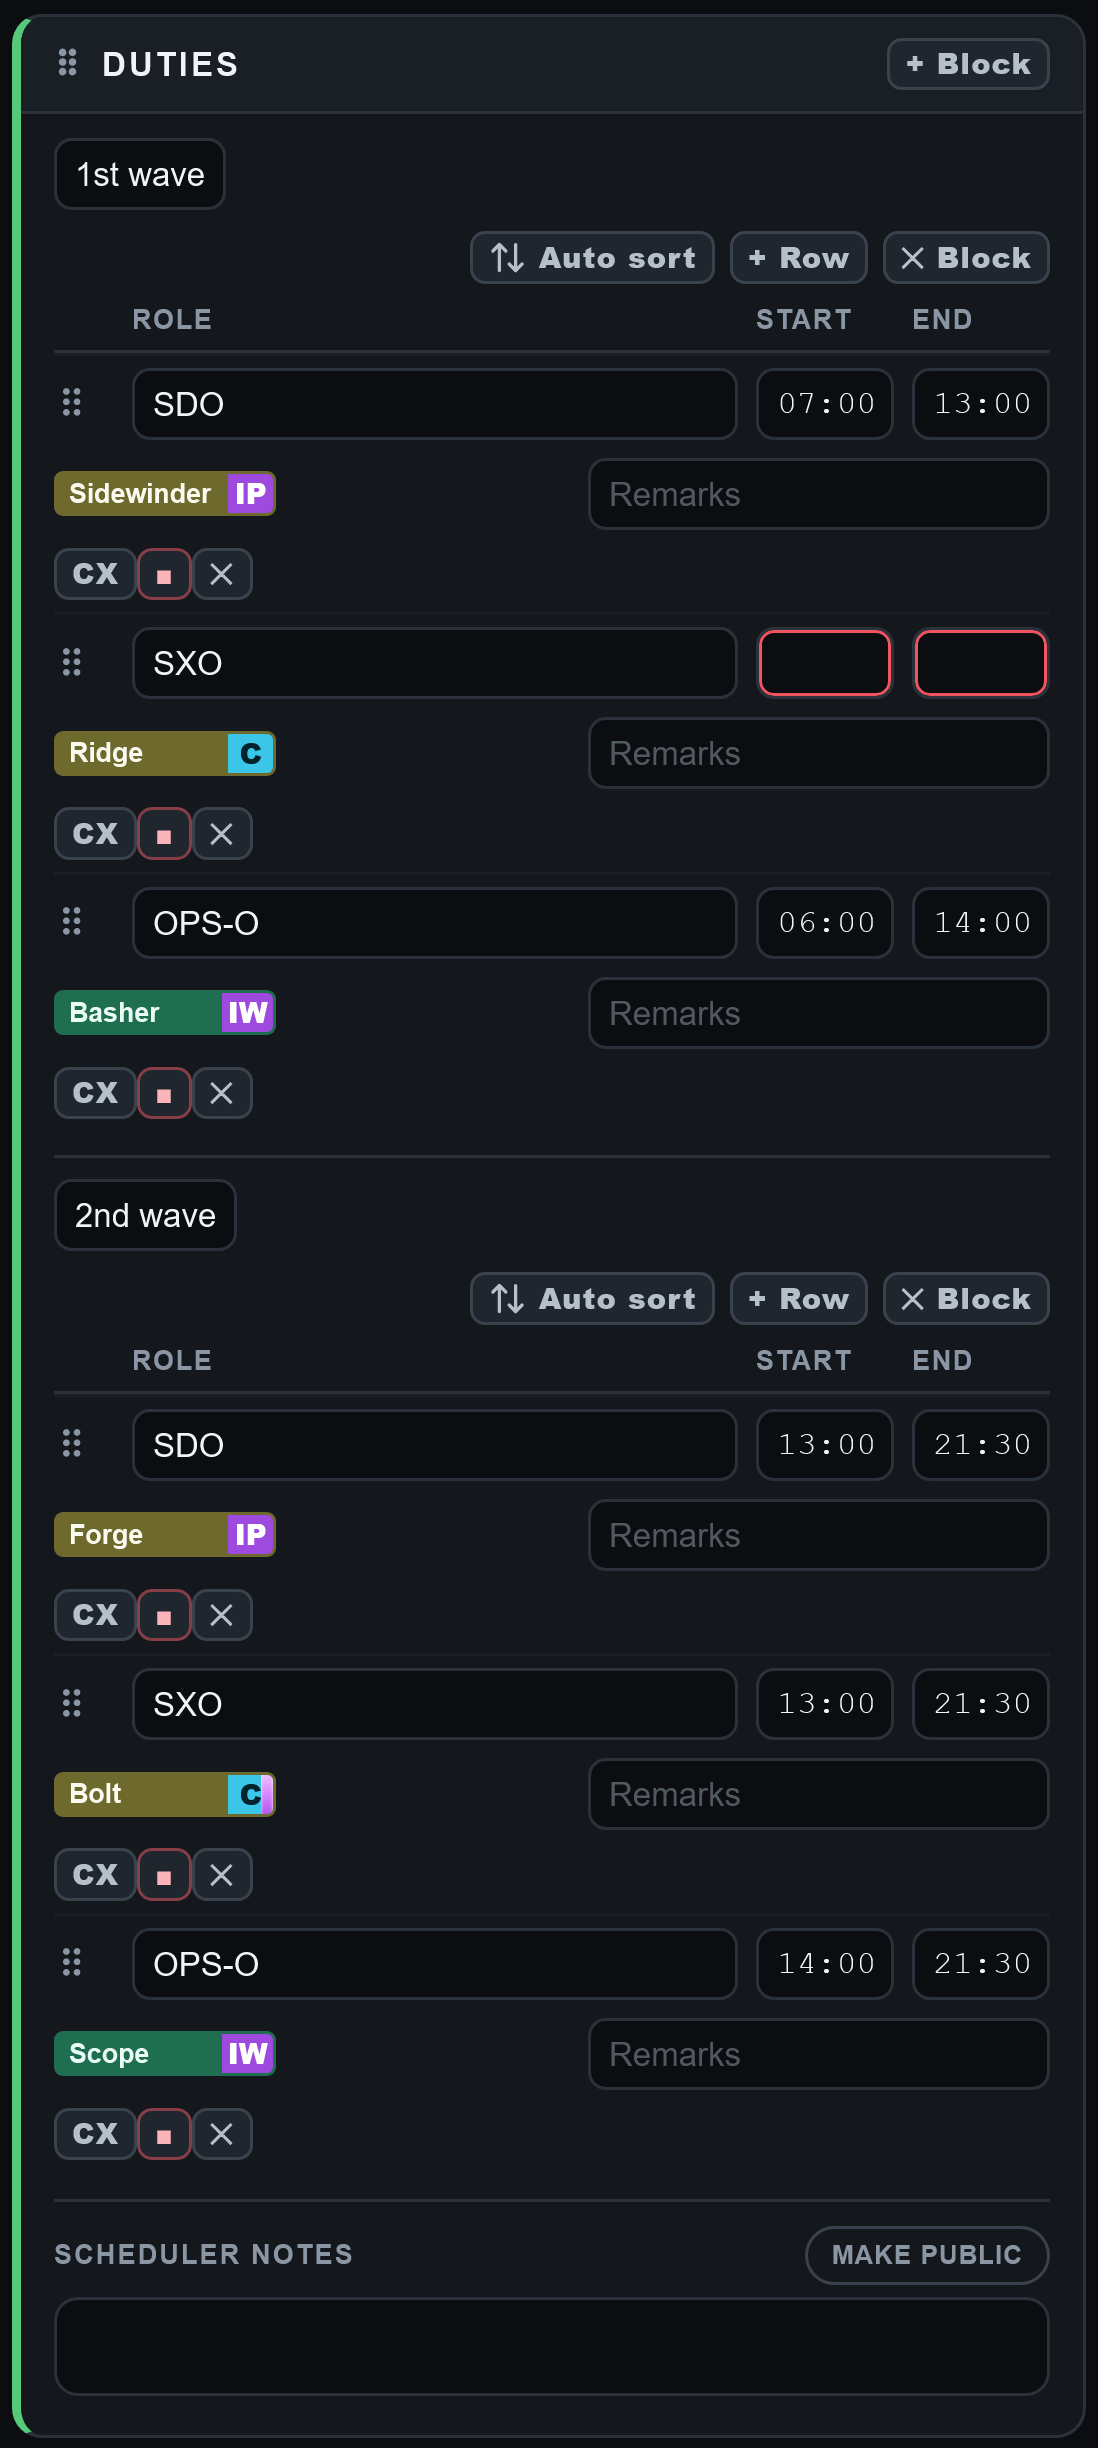 DUTIES + Block
1st wave
Auto sort + Row × Block
ROLE START END
SDO 07:00 13:00
Sidewinder IP Remarks
CX ■ ×
SXO
Ridge C Remarks
CX ■ ×
OPS-O 06:00 14:00
Basher IW Remarks
CX ■ ×
2nd wave
Auto sort + Row × Block
ROLE START END
SDO 13:00 21:30
Forge IP Remarks
CX ■ ×
SXO 13:00 21:30
Bolt C Remarks
CX ■ ×
OPS-O 14:00 21:30
Scope IW Remarks
CX ■ ×
SCHEDULER NOTES MAKE PUBLIC